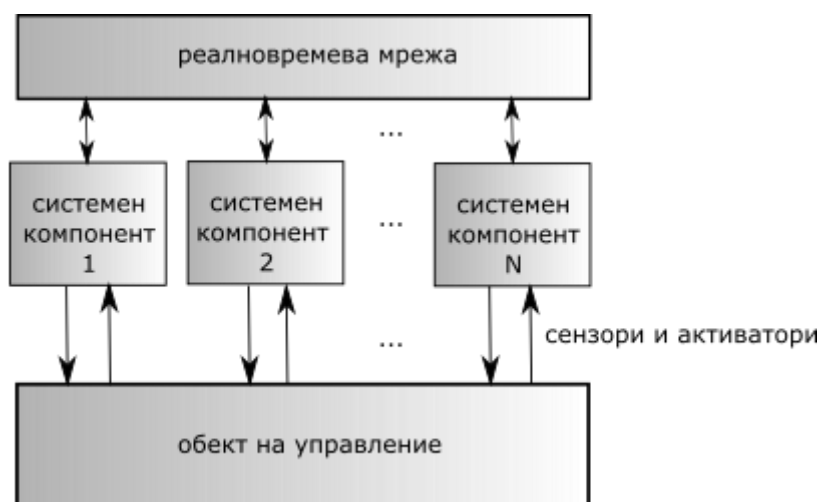 реалновремева мрежа
...
системен
компонент
1
системен
компонент
2
...
системен
компонент
N
...
сензори и активатори
обект на управление